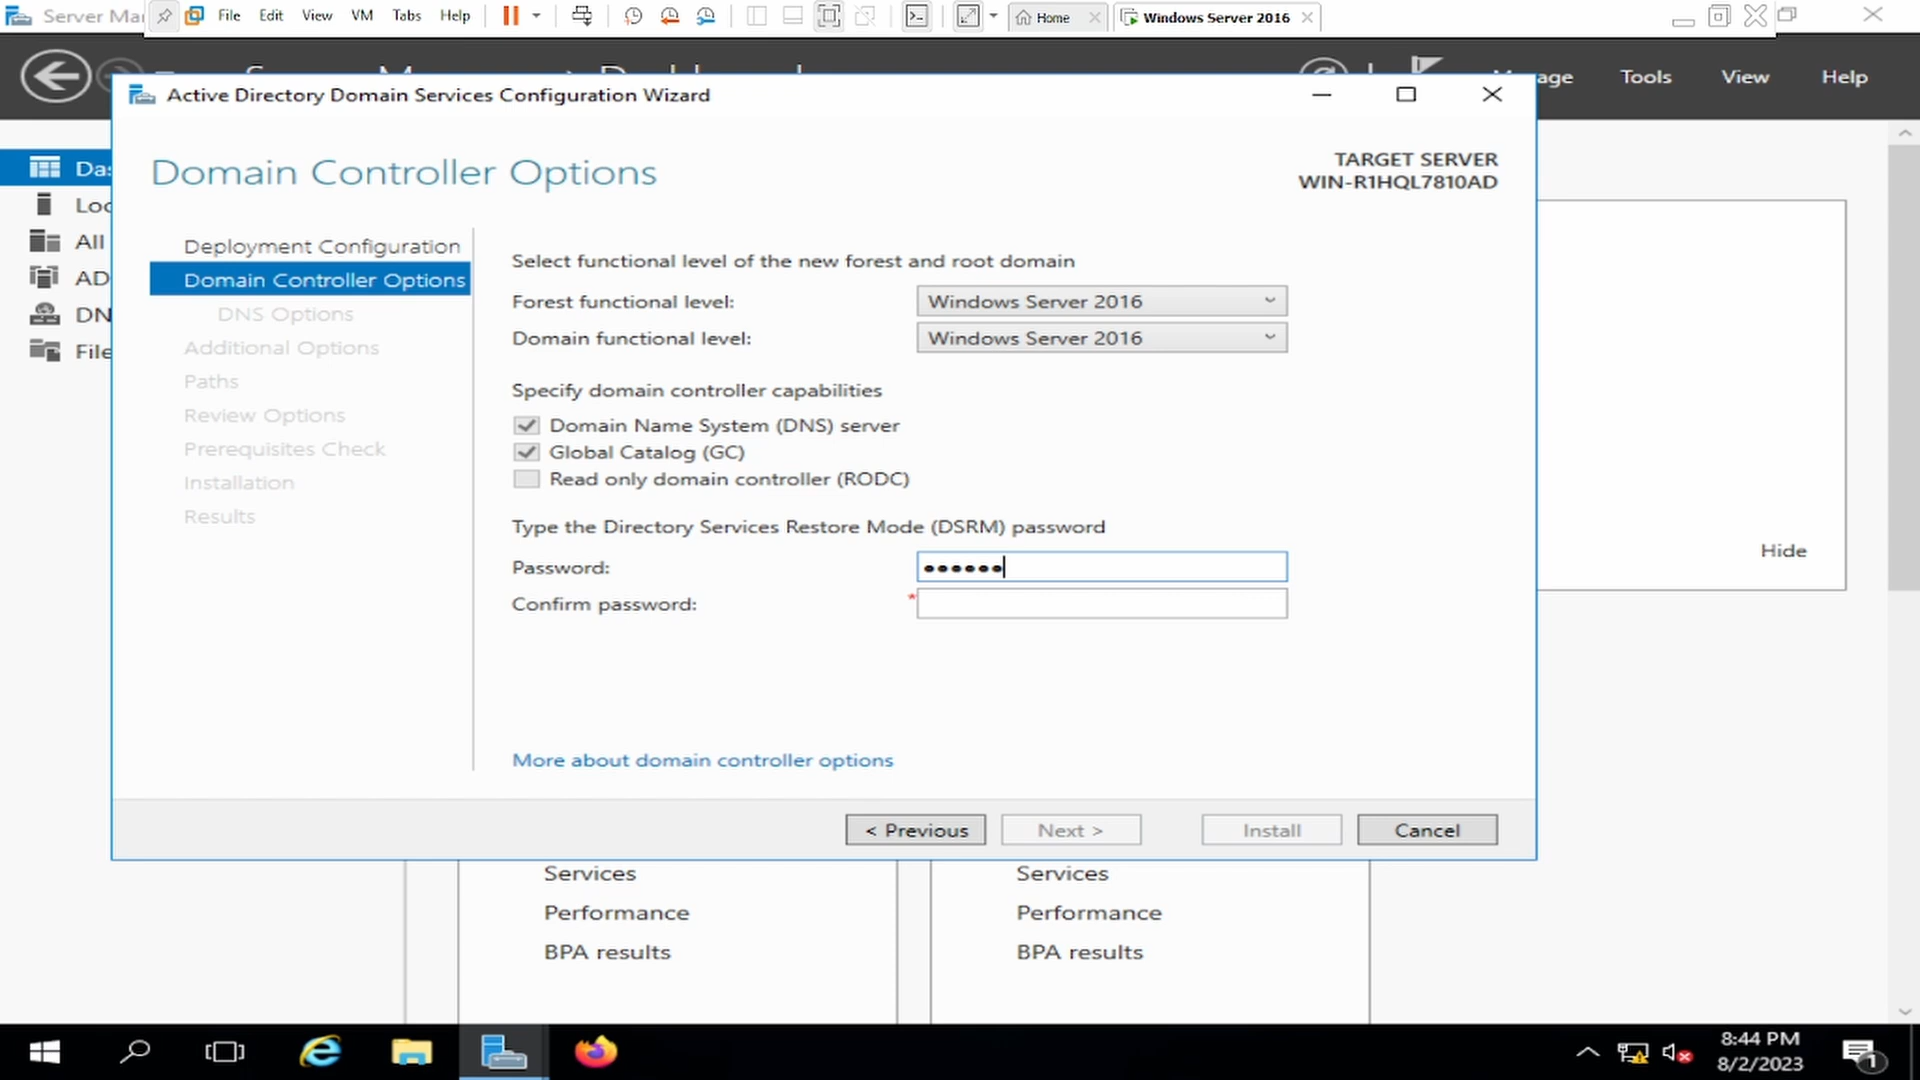 Server Ma
File Edit View VM Tabs Help
Home
Windows Server 2016
Tools View Help
Active Directory Domain Services Configuration Wizard
Domain Controller Options
TARGET SERVER
WIN-R1HQL7810AD
Deployment Configuration
Domain Controller Options
DNS Options
Additional Options
Paths
Review Options
Prerequisites Check
Installation
Results
Select functional level of the new forest and root domain
Forest functional level: Windows Server 2016
Domain functional level: Windows Server 2016
Specify domain controller capabilities
Domain Name System (DNS) server
Global Catalog (GC)
Read only domain controller (RODC)
Type the Directory Services Restore Mode (DSRM) password
Password: ●●●●●●
Confirm password: *
More about domain controller options
< Previous Next > Install Cancel
Das
Loc
All
AD
DN
File
Hide
Services
Performance
BPA results
Services
Performance
BPA results
8:44 PM
8/2/2023
1